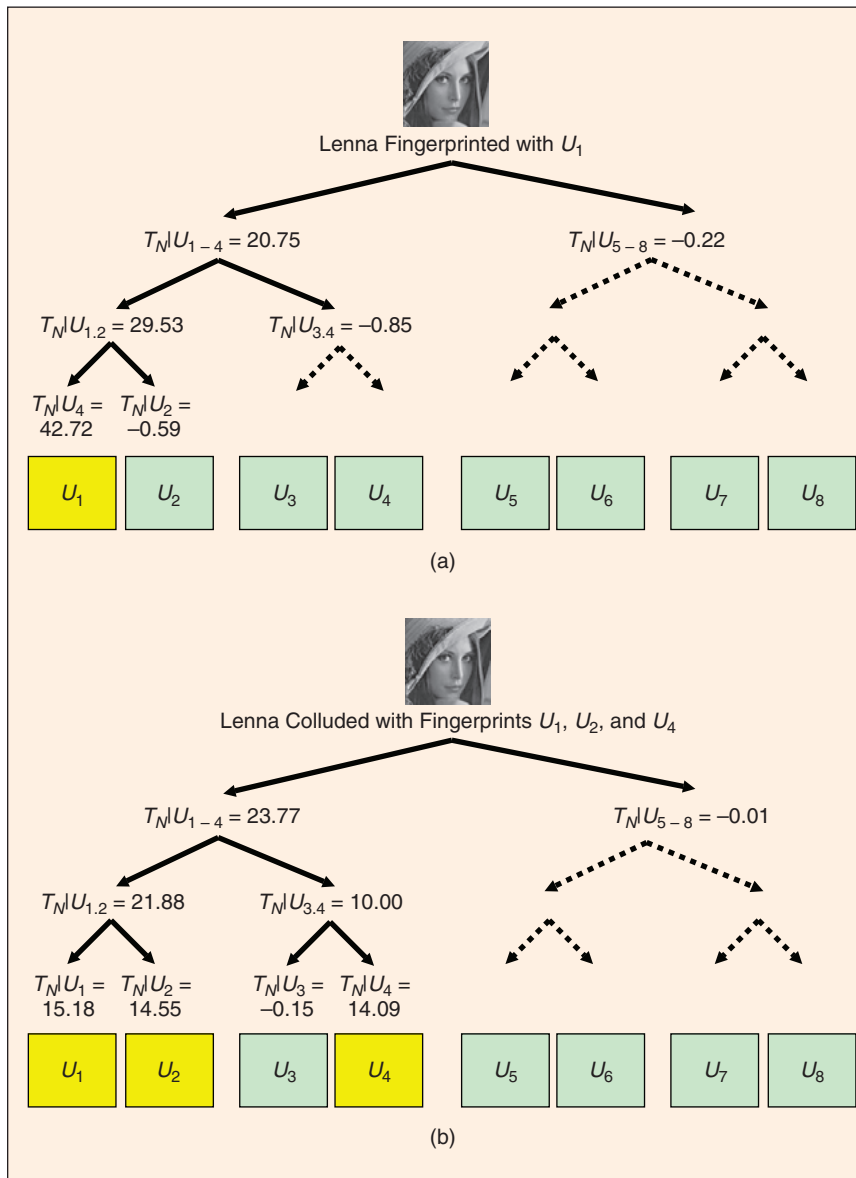 Lenna Fingerprinted with U1
TN|U1 – 4 = 20.75
TN|U5 – 8 = –0.22
TN|U1.2 = 29.53
TN|U3.4 = –0.85
TN|U4 =
42.72
TN|U2 =
–0.59
U1
U2
U3
U4
U5
U6
U7
U8
(a)
Lenna Colluded with Fingerprints U1, U2, and U4
TN|U1 – 4 = 23.77
TN|U5 – 8 = –0.01
TN|U1.2 = 21.88
TN|U3.4 = 10.00
TN|U1 =
15.18
TN|U2 =
14.55
TN|U3 =
–0.15
TN|U4 =
14.09
U1
U2
U3
U4
U5
U6
U7
U8
(b)